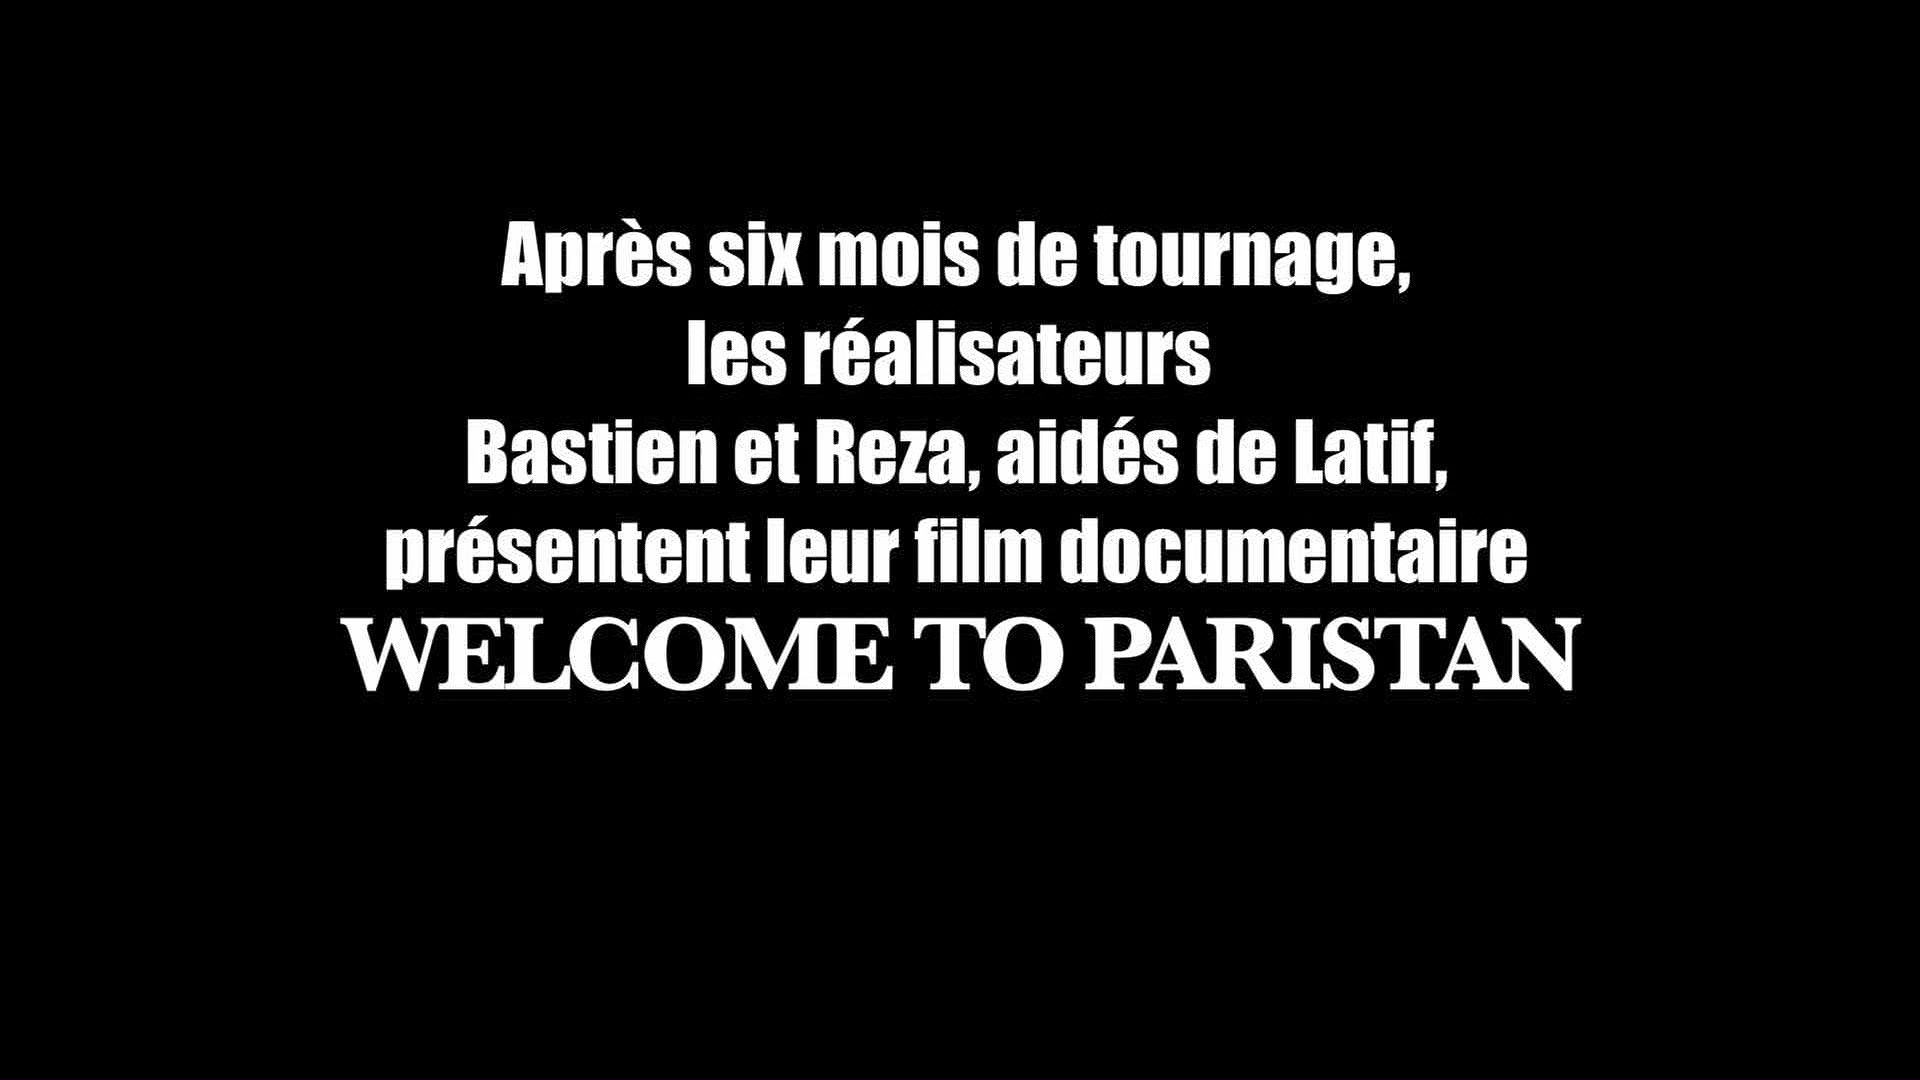 Après six mois de tournage,
les réalisateurs
Bastien et Reza, aidés de Latif,
présentent leur film documentaire
WELCOME TO PARISTAN